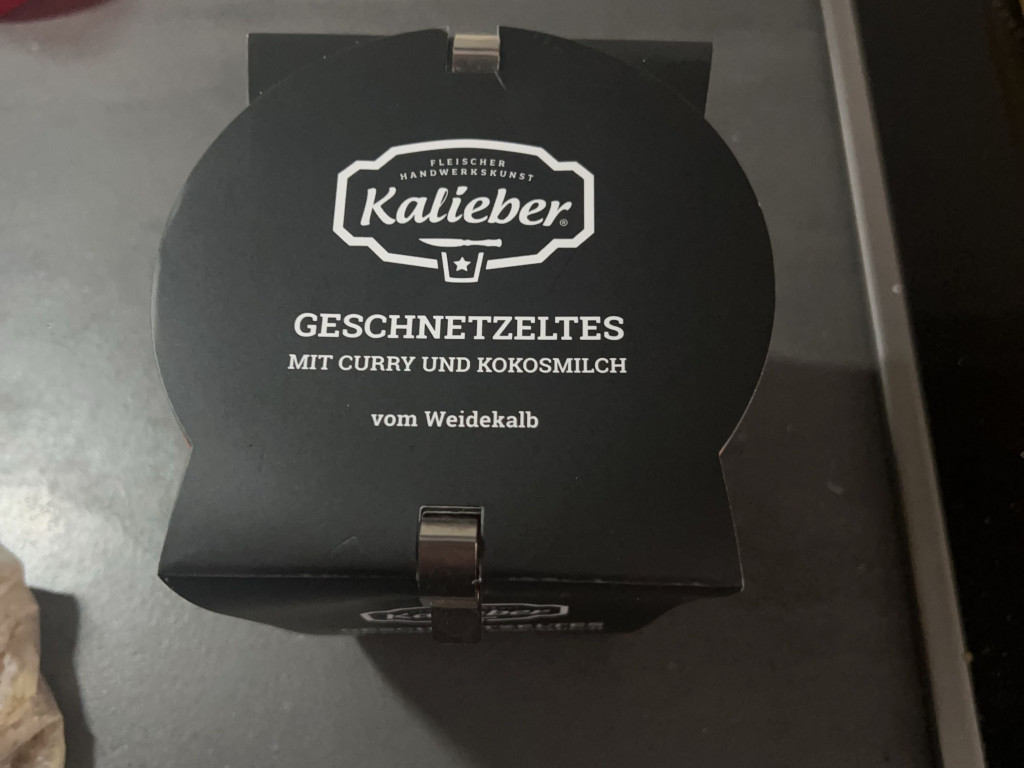 FLEISCHER
HANDWERKSKUNST
Kalieber®
GESCHNETZELTES
MIT CURRY UND KOKOSMILCH
vom Weidekalb